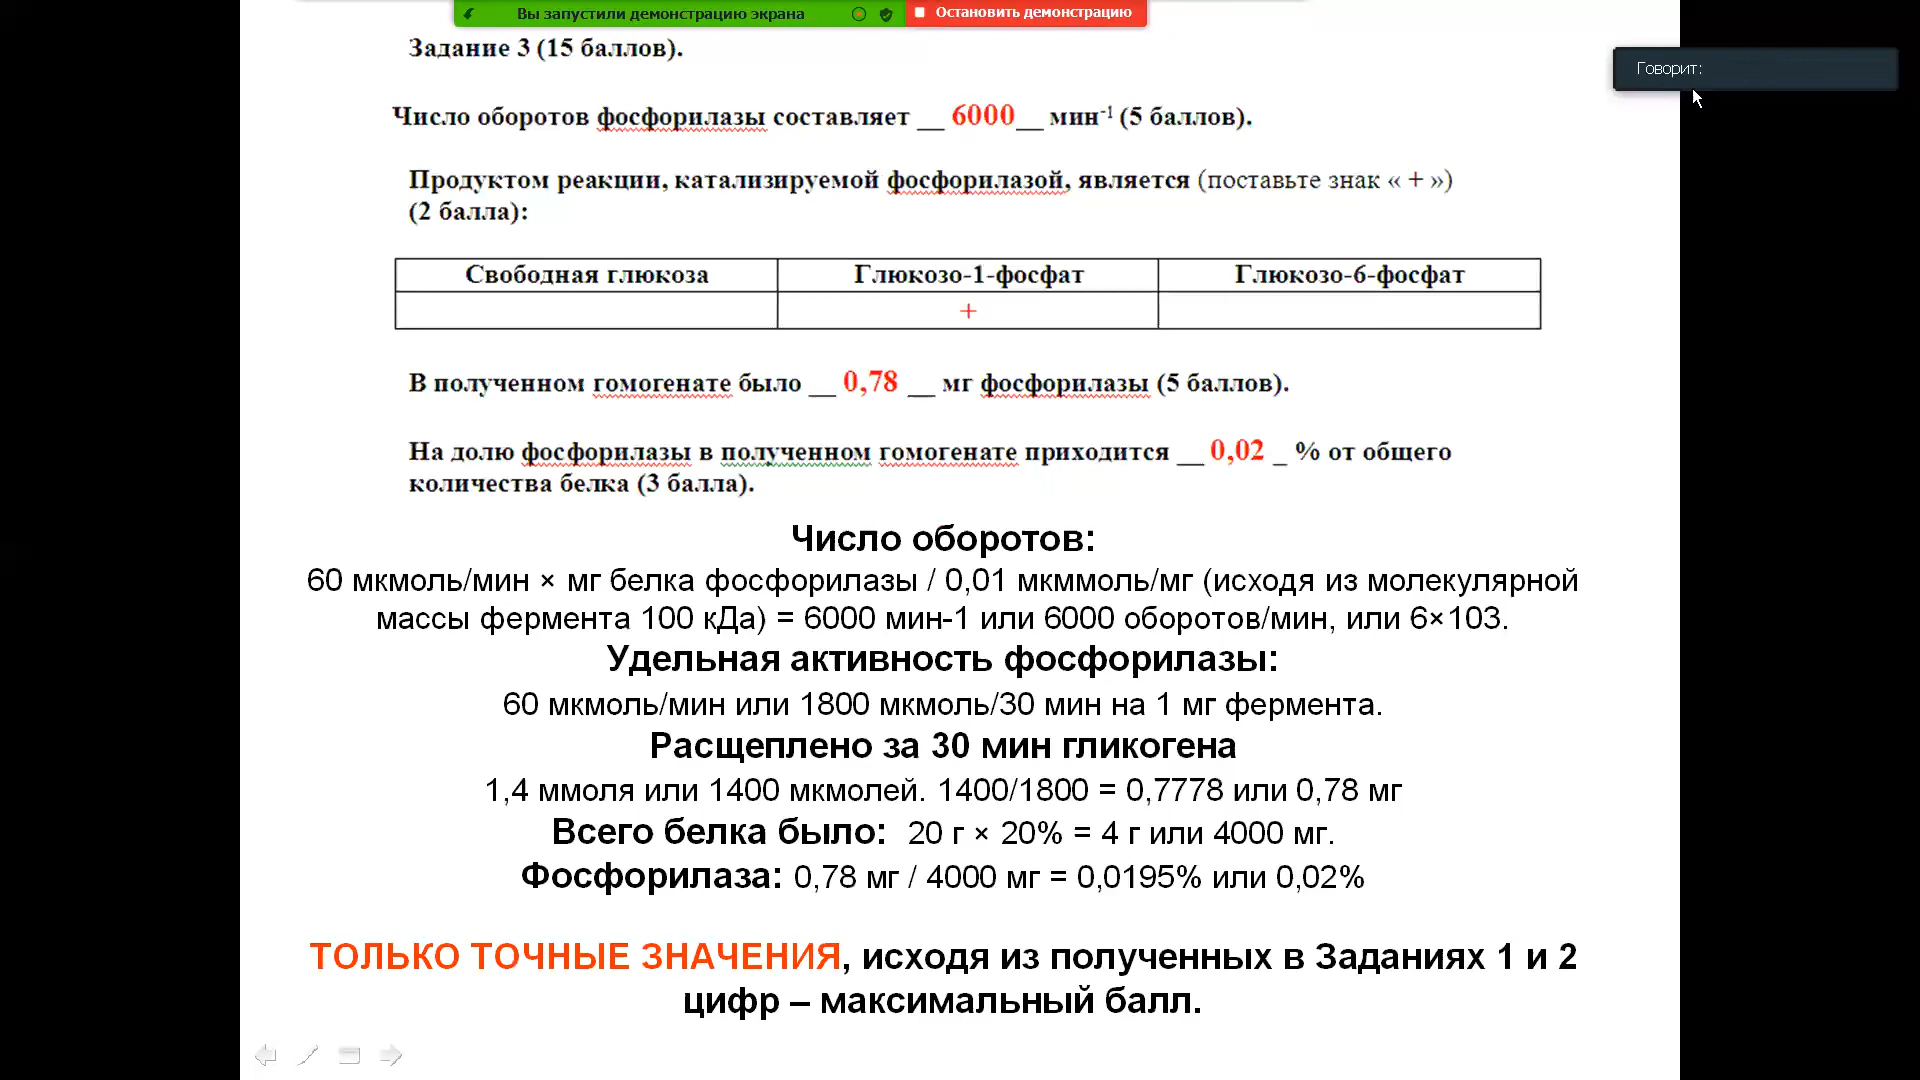 Вы запустили демонстрацию экрана
Остановить демонстрацию
Говорит:
Задание 3 (15 баллов).
Число оборотов фосфорилазы составляет __ 6000__ мин-1 (5 баллов).
Продуктом реакции, катализируемой фосфорилазой, является (поставьте знак « + »)
(2 балла):
Свободная глюкоза Глюкозо-1-фосфат Глюкозо-6-фосфат
+
В полученном гомогенате было __ 0,78 __ мг фосфорилазы (5 баллов).
На долю фосфорилазы в полученном гомогенате приходится __ 0,02 _ % от общего
количества белка (3 балла).
Число оборотов:
60 мкмоль/мин × мг белка фосфорилазы / 0,01 мкммоль/мг (исходя из молекулярной
массы фермента 100 кДа) = 6000 мин-1 или 6000 оборотов/мин, или 6×103.
Удельная активность фосфорилазы:
60 мкмоль/мин или 1800 мкмоль/30 мин на 1 мг фермента.
Расщеплено за 30 мин гликогена
1,4 ммоля или 1400 мкмолей. 1400/1800 = 0,7778 или 0,78 мг
Всего белка было: 20 г × 20% = 4 г или 4000 мг.
Фосфорилаза: 0,78 мг / 4000 мг = 0,0195% или 0,02%
ТОЛЬКО ТОЧНЫЕ ЗНАЧЕНИЯ, исходя из полученных в Заданиях 1 и 2
цифр – максимальный балл.